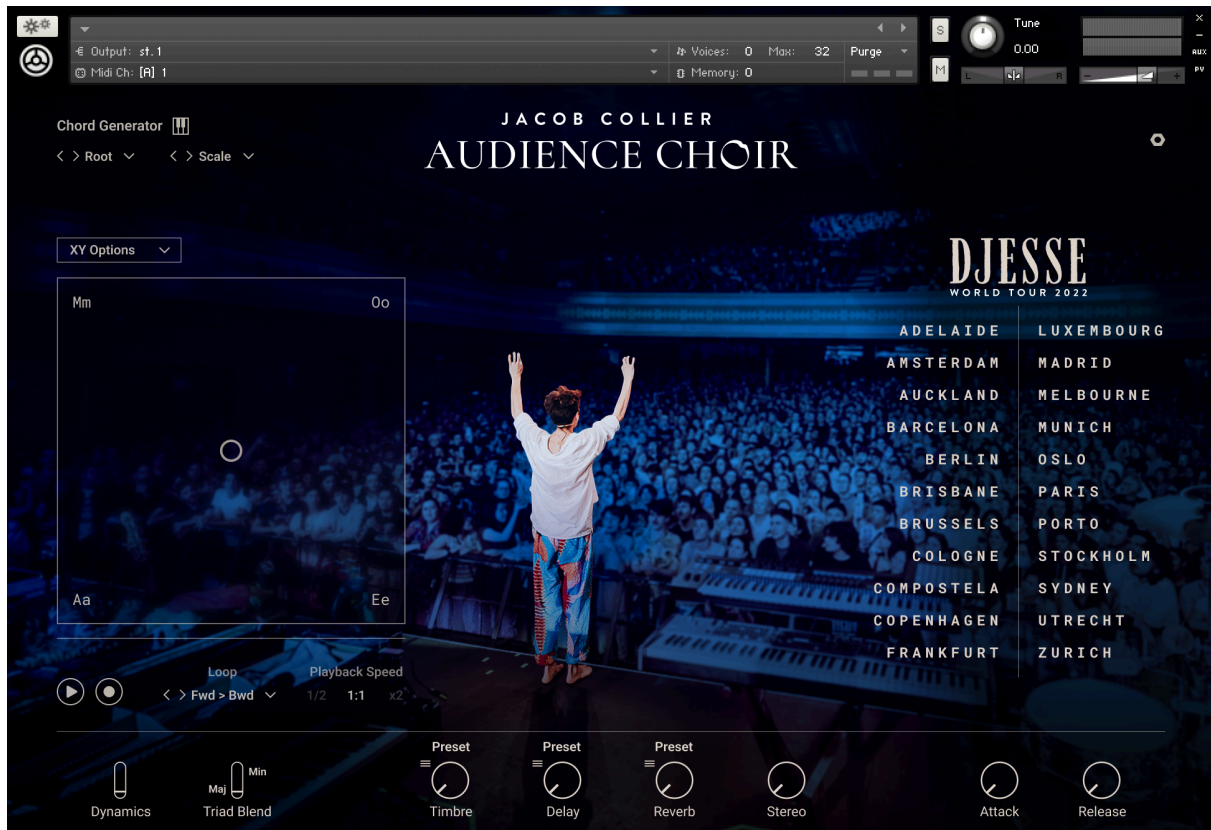 S
Tune
x
Output: st. 1
Voices: 0 Max: 32 Purge
0.00
AUX
Midi Ch: [A] 1
Memory: 0
M
L R
- +
PV
Chord Generator
< > Root
< > Scale
JACOB COLLIER
AUDIENCE CHOIR
XY Options
Mm
Oo
Aa
Ee
DJESSE
WORLD TOUR 2022
ADELAIDE LUXEMBOURG
AMSTERDAM MADRID
AUCKLAND MELBOURNE
BARCELONA MUNICH
BERLIN OSLO
BRISBANE PARIS
BRUSSELS PORTO
COLOGNE STOCKHOLM
COMPOSTELA SYDNEY
COPENHAGEN UTRECHT
FRANKFURT ZURICH
Loop
Playback Speed
< > Fwd > Bwd
1/2 1:1 x2
Preset
Preset
Preset
Maj
Min
Dynamics
Triad Blend
Timbre
Delay
Reverb
Stereo
Attack
Release